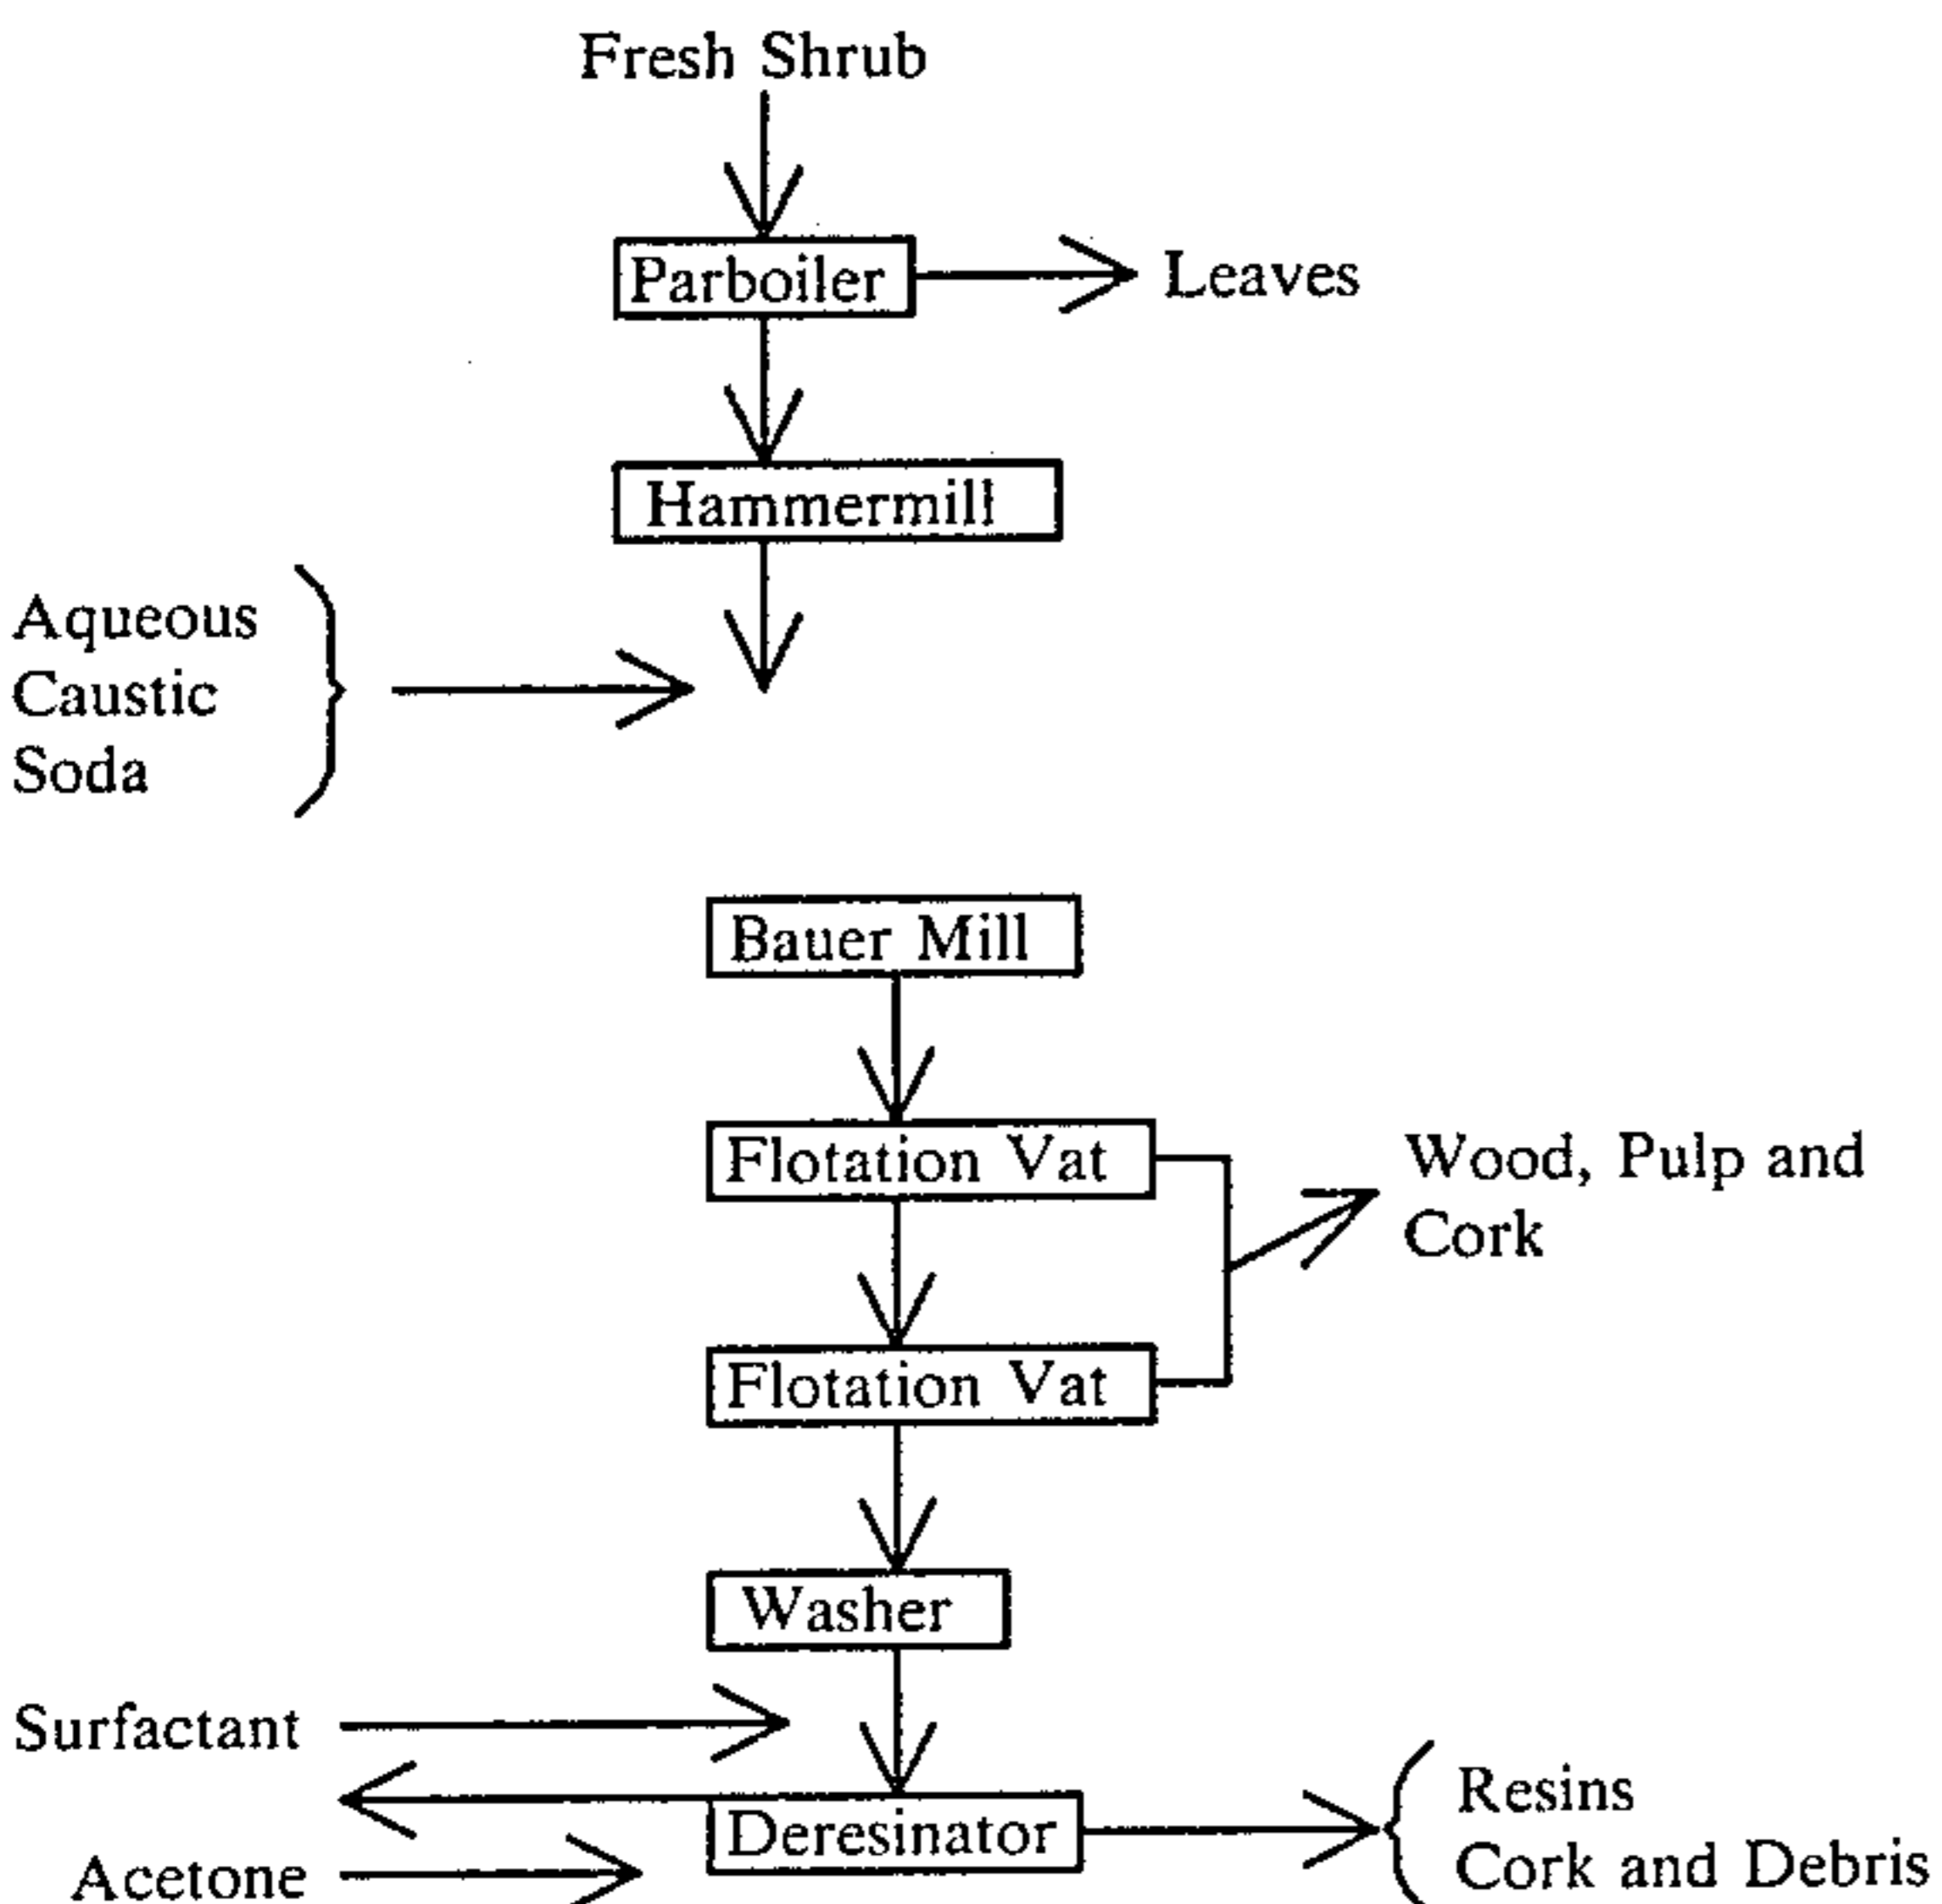 Fresh Shrub
Parboiler
Leaves
Hammermill
Aqueous
Caustic
Soda
Bauer Mill
Flotation Vat
Wood, Pulp and
Cork
Flotation Vat
Washer
Surfactant
Deresinator
Resins
Cork and Debris
Acetone